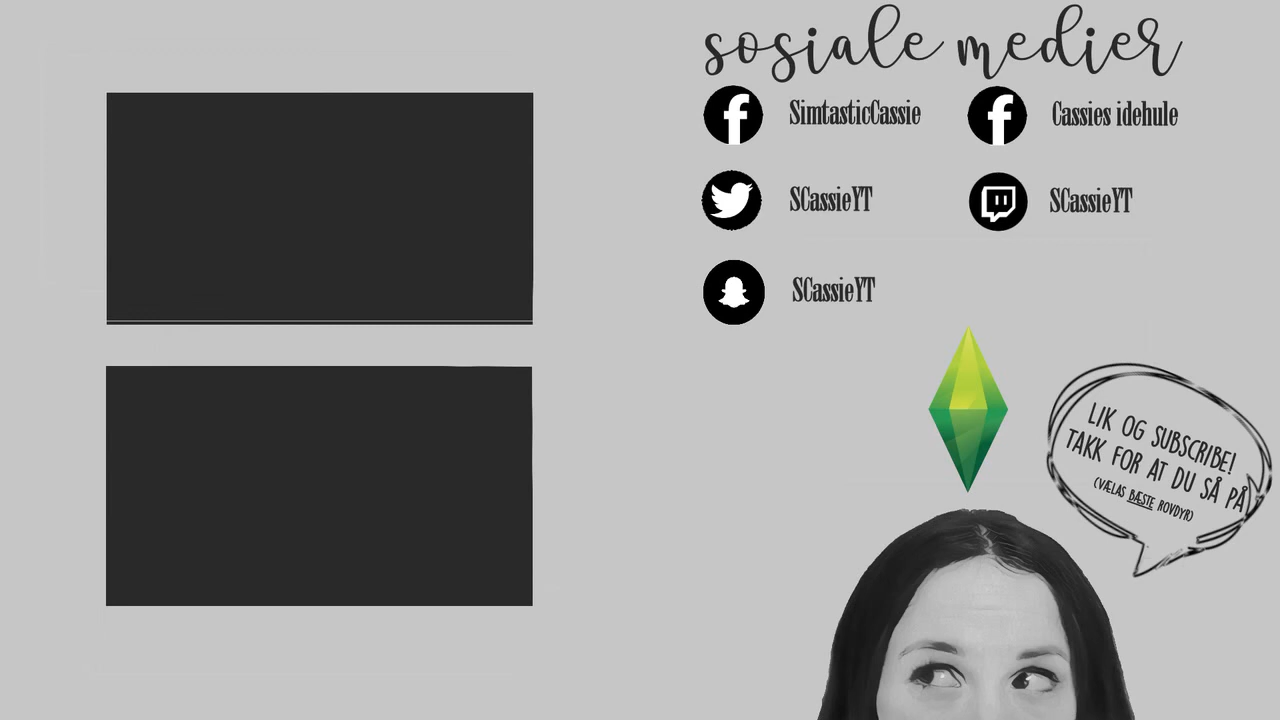 sosiale medier
SimtasticCassie
Cassies idehule
SCassieYT
SCassieYT
SCassieYT
LIK OG SUBSCRIBE!
TAKK FOR AT DU SÅ PÅ
(VÆLAS BÆSTE ROVDYR)